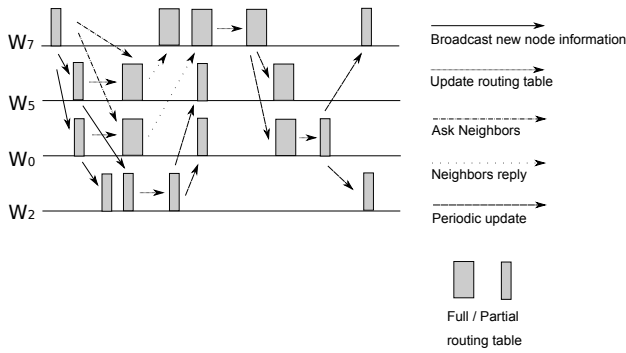 W7
W5
W0
W2
Broadcast new node information
Update routing table
Ask Neighbors
Neighbors reply
Periodic update
Full / Partial
routing table